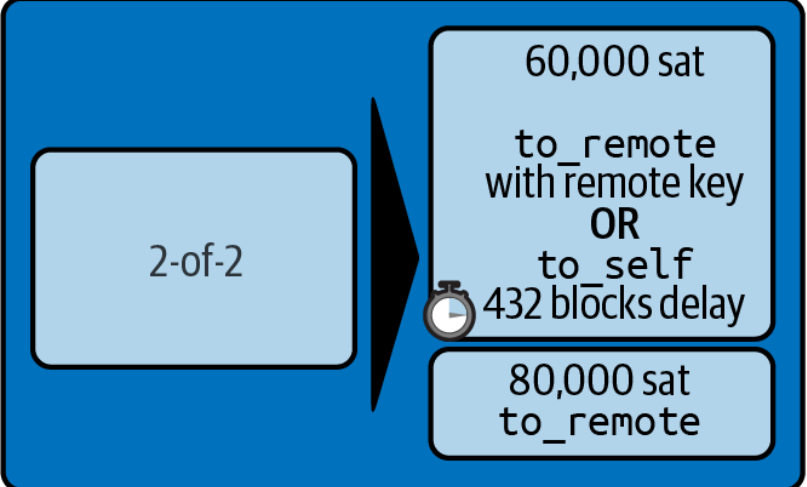 2-of-2
60,000 sat
to_remote
with remote key
OR
to_self
432 blocks delay
80,000 sat
to_remote